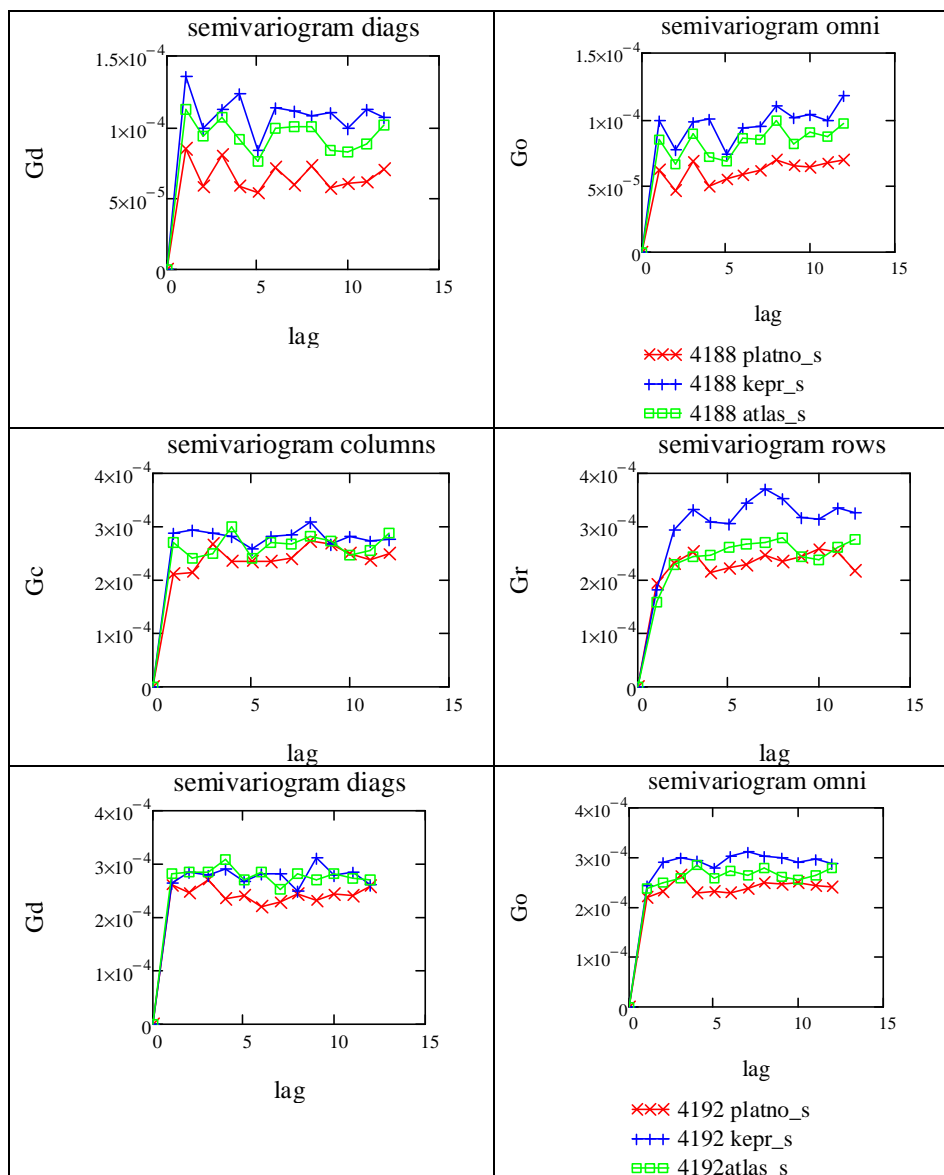 semivariogram diags
1.5×10⁻⁴
1×10⁻⁴
5×10⁻⁵
0
Gd
0 5 10 15
lag
semivariogram omni
1.5×10⁻⁴
1×10⁻⁴
5×10⁻⁵
0
Go
0 5 10 15
lag
4188 platno_s
4188 kepr_s
4188 atlas_s
semivariogram columns
4×10⁻⁴
3×10⁻⁴
2×10⁻⁴
1×10⁻⁴
0
Gc
0 5 10 15
lag
semivariogram rows
4×10⁻⁴
3×10⁻⁴
2×10⁻⁴
1×10⁻⁴
0
Gr
0 5 10 15
lag
semivariogram diags
4×10⁻⁴
3×10⁻⁴
2×10⁻⁴
1×10⁻⁴
0
Gd
0 5 10 15
lag
semivariogram omni
4×10⁻⁴
3×10⁻⁴
2×10⁻⁴
1×10⁻⁴
0
Go
0 5 10 15
lag
4192 platno_s
4192 kepr_s
4192atlas_s